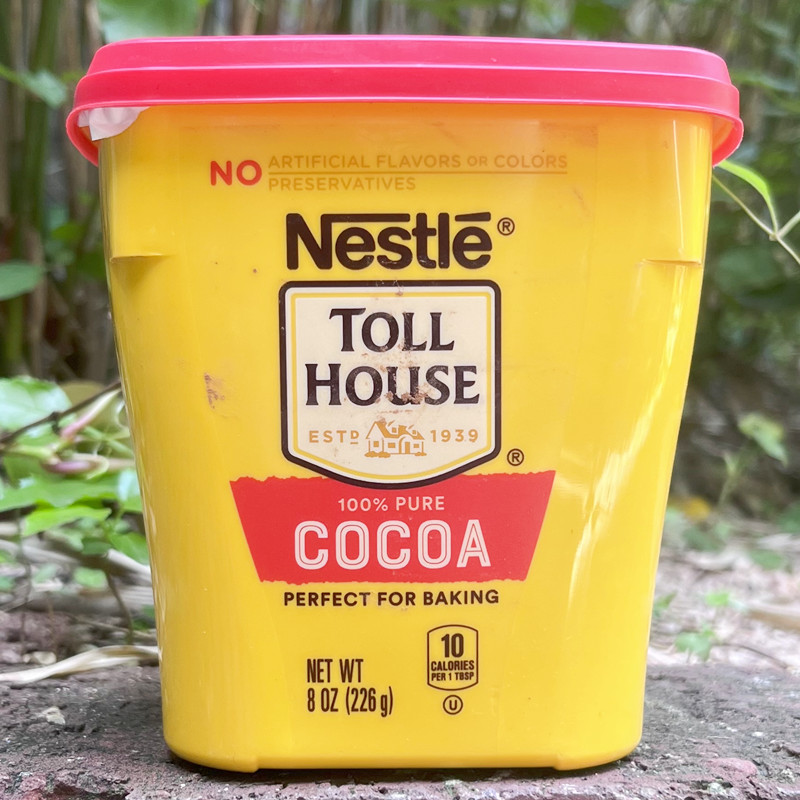 NO ARTIFICIAL FLAVORS OR COLORS
PRESERVATIVES
Nestlé®
TOLL
HOUSE
ESTD 1939
®
100% PURE
COCOA
PERFECT FOR BAKING
10
CALORIES
PER 1 TBSP
NET WT
8 OZ (226 g)
U